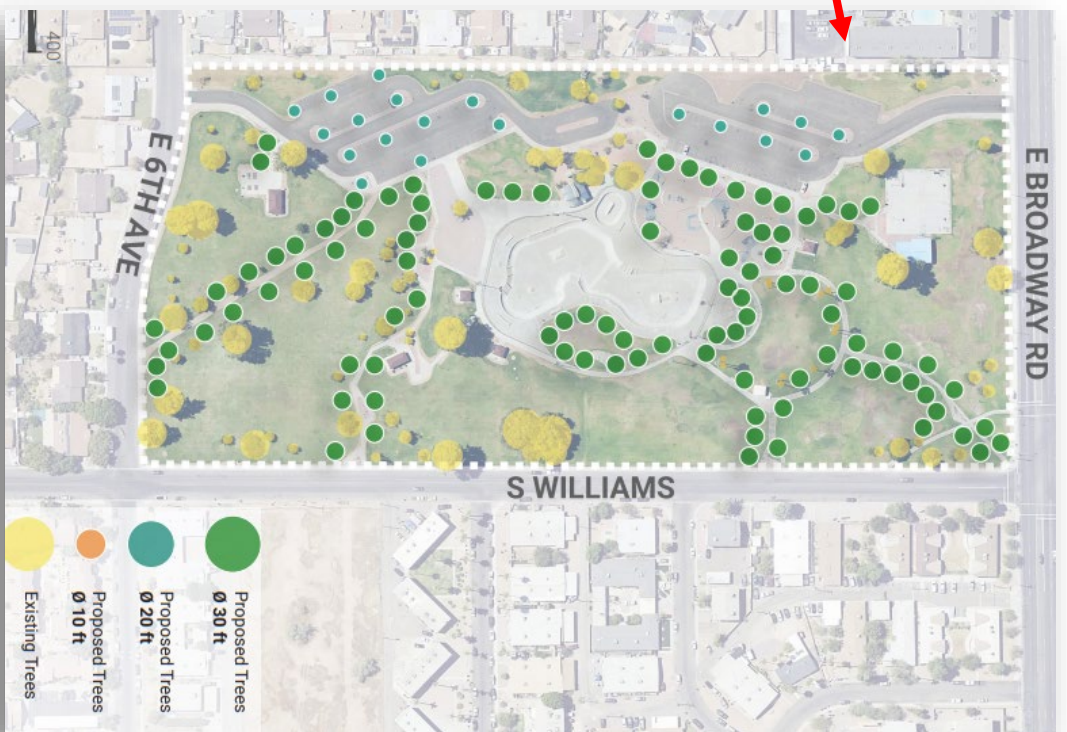 400'
E 6TH AVE
E BROADWAY RD
S WILLIAMS
Proposed Trees
Ø 30 ft
Proposed Trees
Ø 20 ft
Proposed Trees
Ø 10 ft
Existing Trees